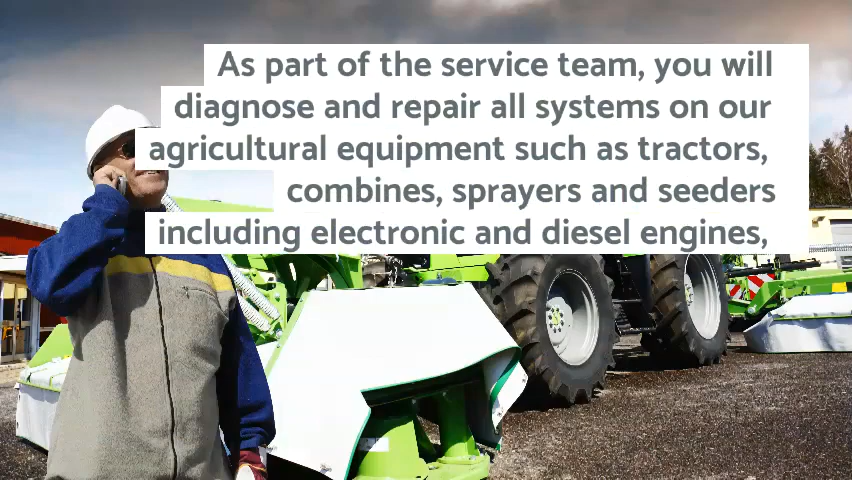 As part of the service team, you will
diagnose and repair all systems on our
agricultural equipment such as tractors,
combines, sprayers and seeders
including electronic and diesel engines,